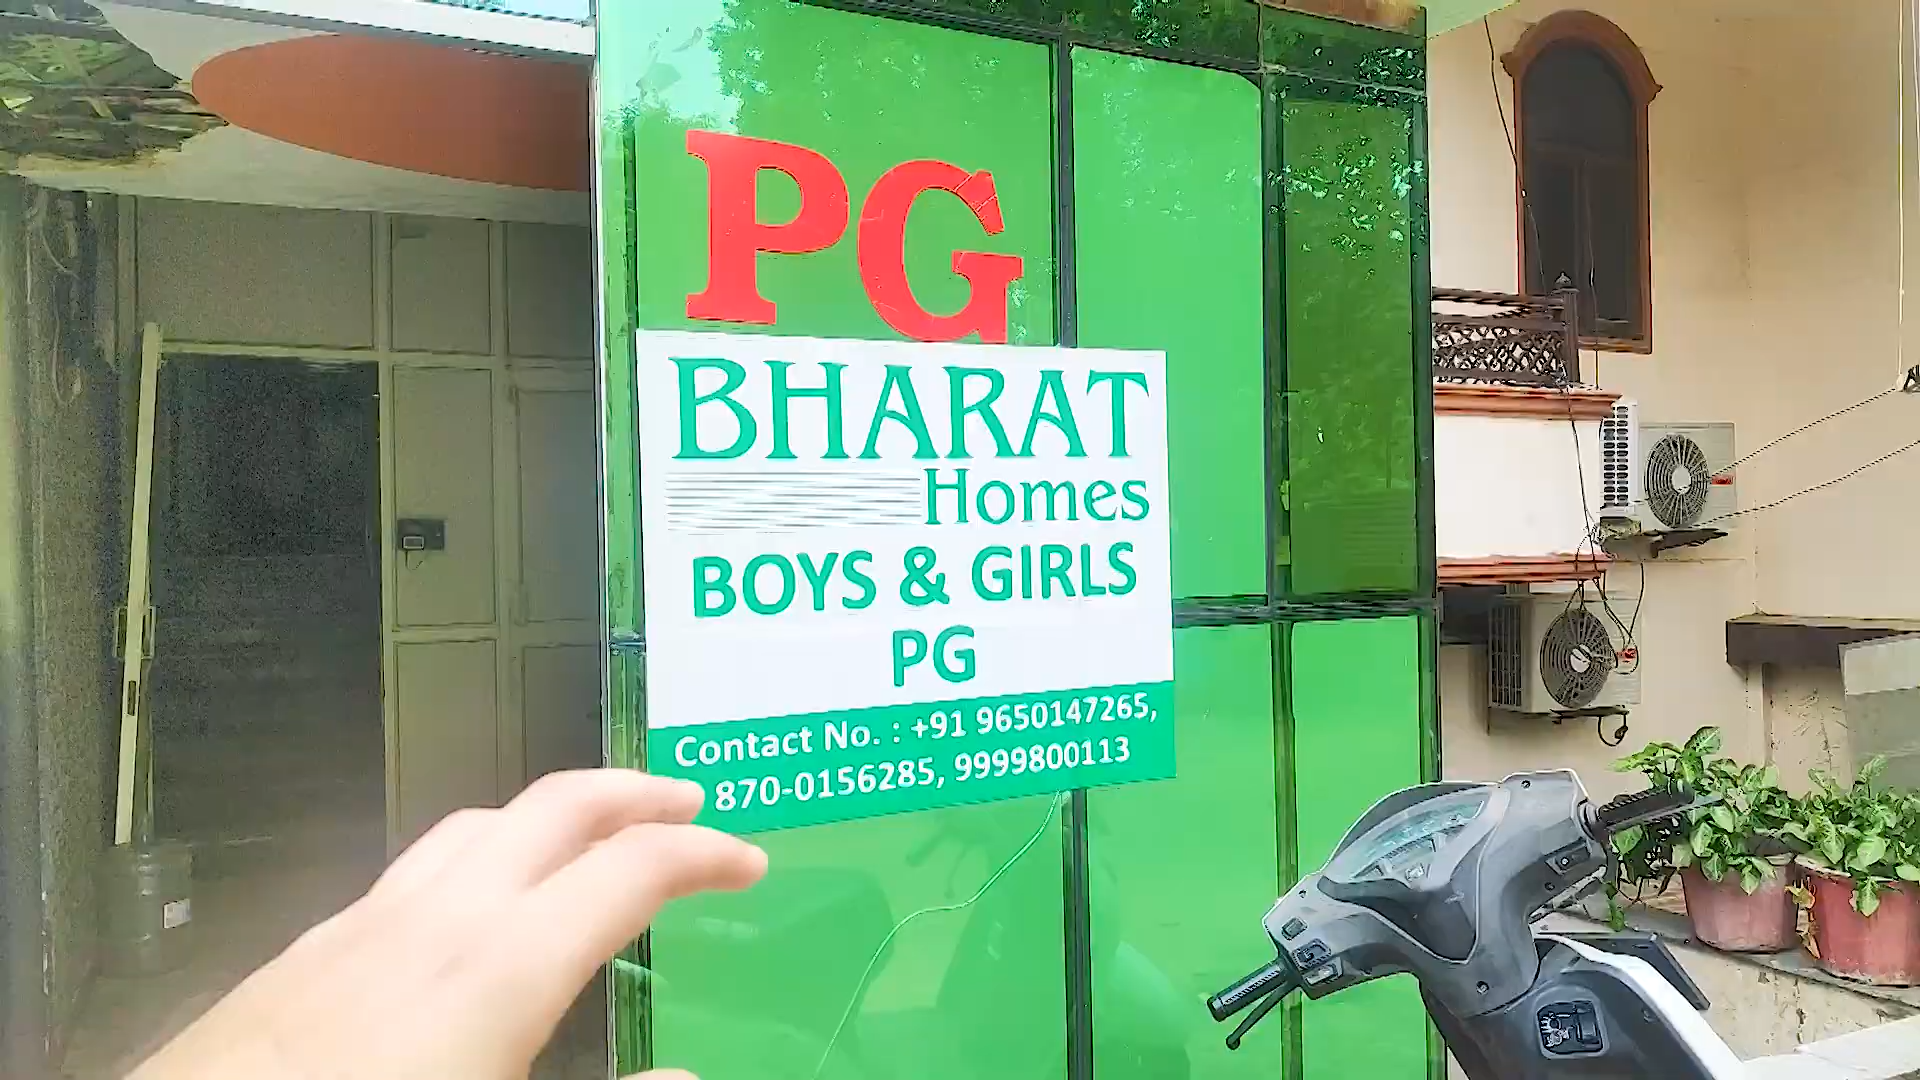 PG
BHARAT
Homes
BOYS & GIRLS
PG
Contact No. : +91 9650147265,
870-0156285, 9999800113